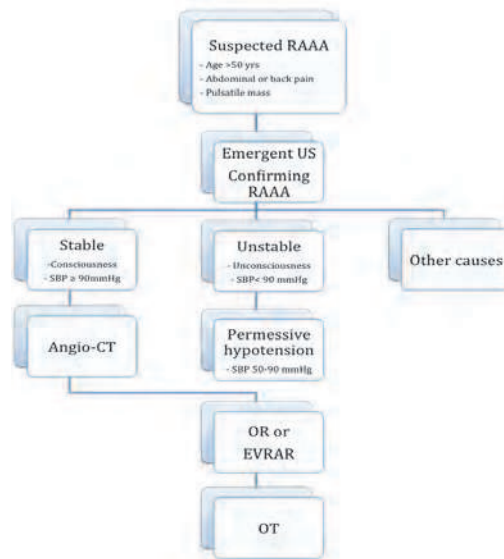 Suspected RAAA
- Age >50 yrs
- Abdominal or back pain
- Pulsatile mass
Emergent US
Confirming
RAAA
Stable
-Consciousness
- SBP ≥ 90mmHg
Unstable
- Unconsciousness
- SBP< 90 mmHg
Other causes
Angio-CT
Permessive
hypotension
- SBP 50-90 mmHg
OR or
EVRAR
OT